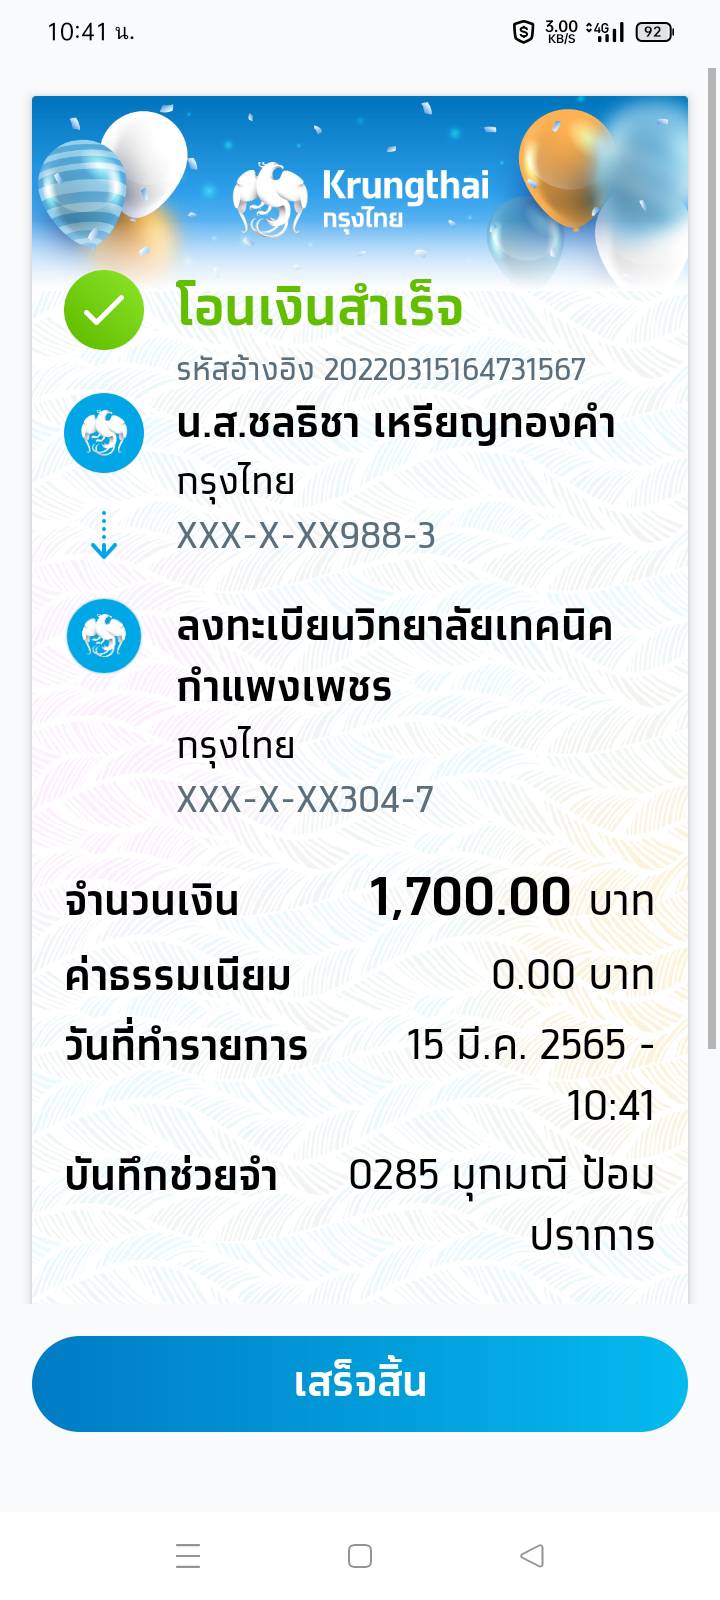 10:41 น.
3.00 KB/S 4G 92
Krungthai
กรุงไทย
โอนเงินสำเร็จ
รหัสอ้างอิง 20220315164731567
น.ส.ชลธิชา เหรียญทองคำ
กรุงไทย
XXX-X-XX988-3
ลงทะเบียนวิทยาลัยเทคนิค
กำแพงเพชร
กรุงไทย
XXX-X-XX304-7
จำนวนเงิน 1,700.00 บาท
ค่าธรรมเนียม 0.00 บาท
วันที่ทำรายการ 15 มี.ค. 2565 -
10:41
บันทึกช่วยจำ 0285 มุกมณี ป้อม
ปราการ
เสร็จสิ้น